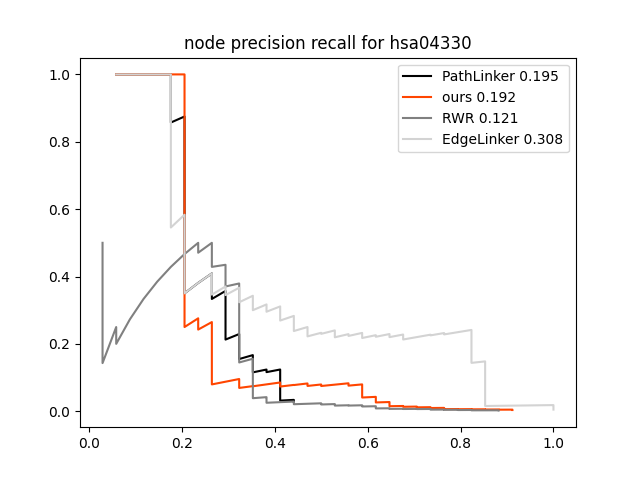 node precision recall for hsa04330
1.0
0.8
0.6
0.4
0.2
0.0
0.0 0.2 0.4 0.6 0.8 1.0
PathLinker 0.195
ours 0.192
RWR 0.121
EdgeLinker 0.308